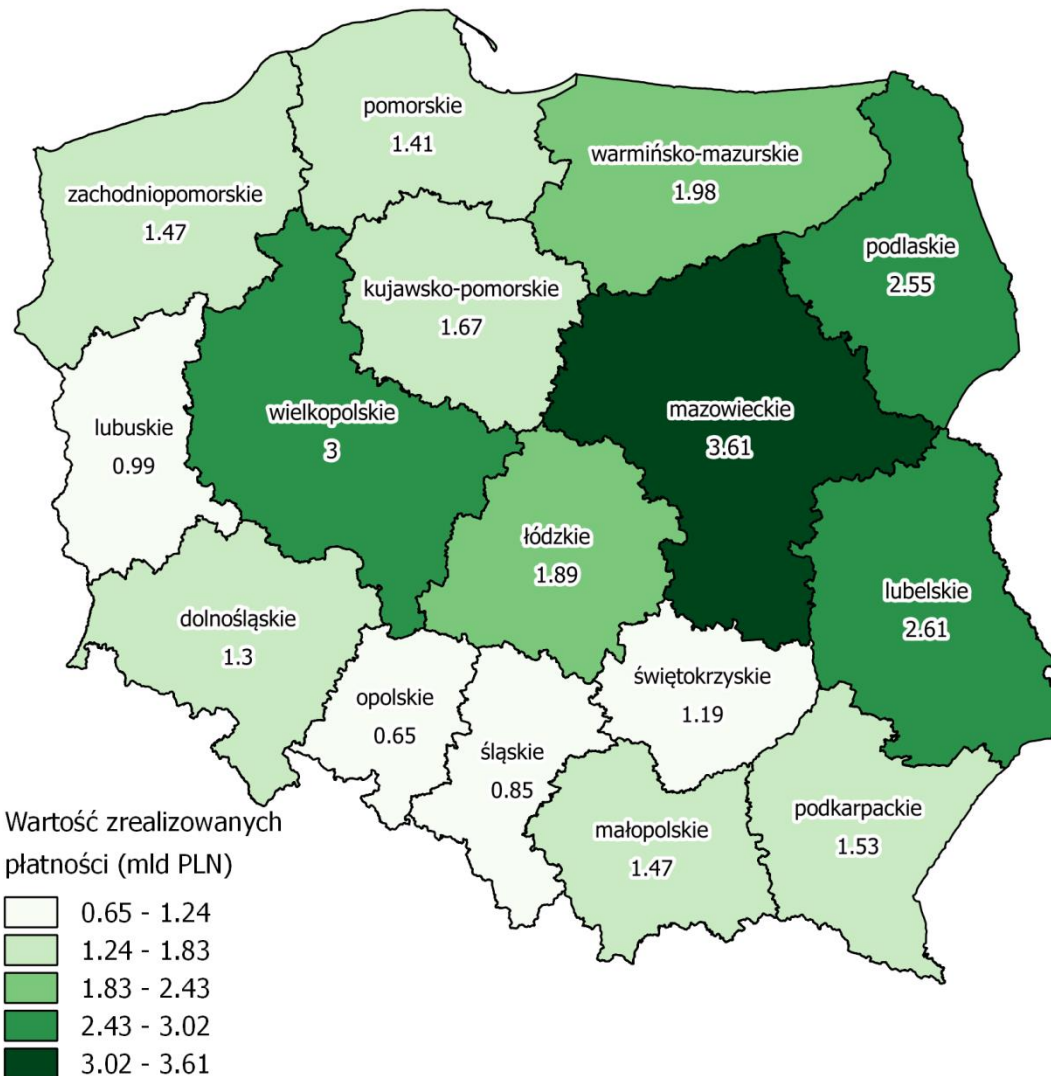 pomorskie
1.41
warmińsko-mazurskie
1.98
zachodniopomorskie
1.47
podlaskie
2.55
kujawsko-pomorskie
1.67
wielkopolskie
3
mazowieckie
3.61
lubuskie
0.99
łódzkie
1.89
lubelskie
2.61
dolnośląskie
1.3
świętokrzyskie
1.19
opolskie
0.65
śląskie
0.85
podkarpackie
1.53
małopolskie
1.47
Wartość zrealizowanych
płatności (mld PLN)
0.65 - 1.24
1.24 - 1.83
1.83 - 2.43
2.43 - 3.02
3.02 - 3.61